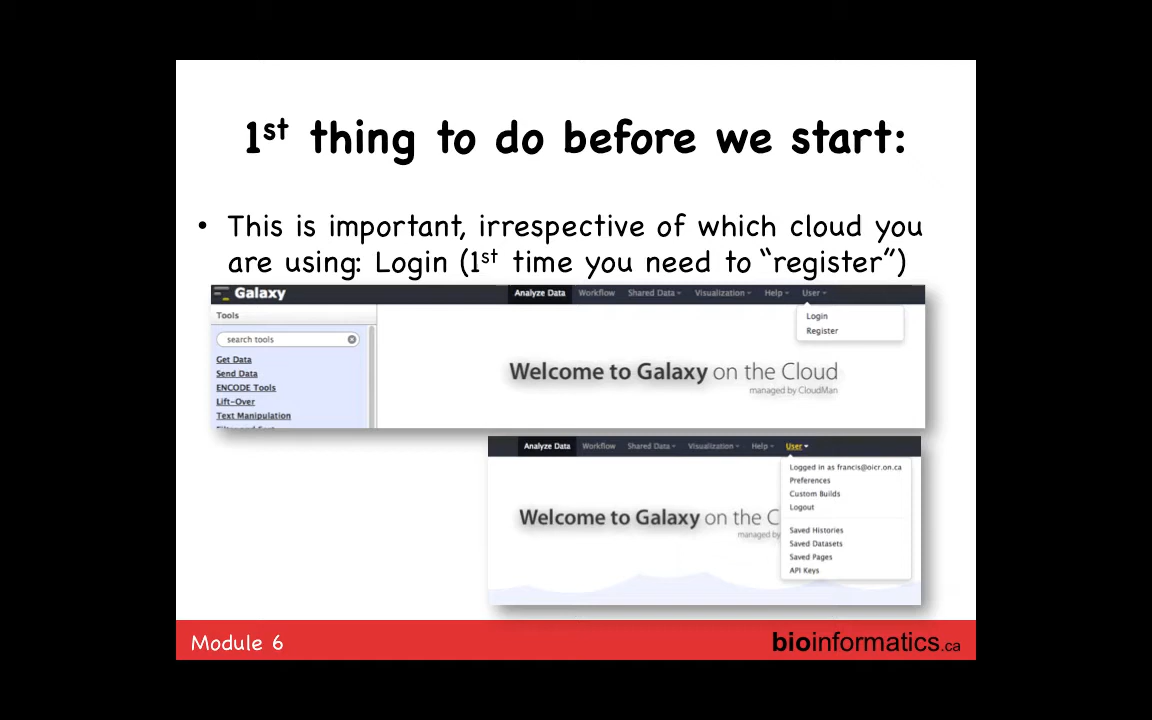 1st thing to do before we start:
• This is important, irrespective of which cloud you
are using: Login (1st time you need to “register”)
Galaxy
Analyze Data Workflow Shared Data Visualization Help User
Tools
search tools
Get Data
Send Data
ENCODE Tools
Lift-Over
Text Manipulation
Login
Register
Welcome to Galaxy on the Cloud
managed by CloudMan
Analyze Data Workflow Shared Data Visualization Help User
Logged in as francis@oicr.on.ca
Preferences
Custom Builds
Logout
Saved Histories
Saved Datasets
Saved Pages
API Keys
Welcome to Galaxy on the C
managed by
Module 6
bioinformatics.ca